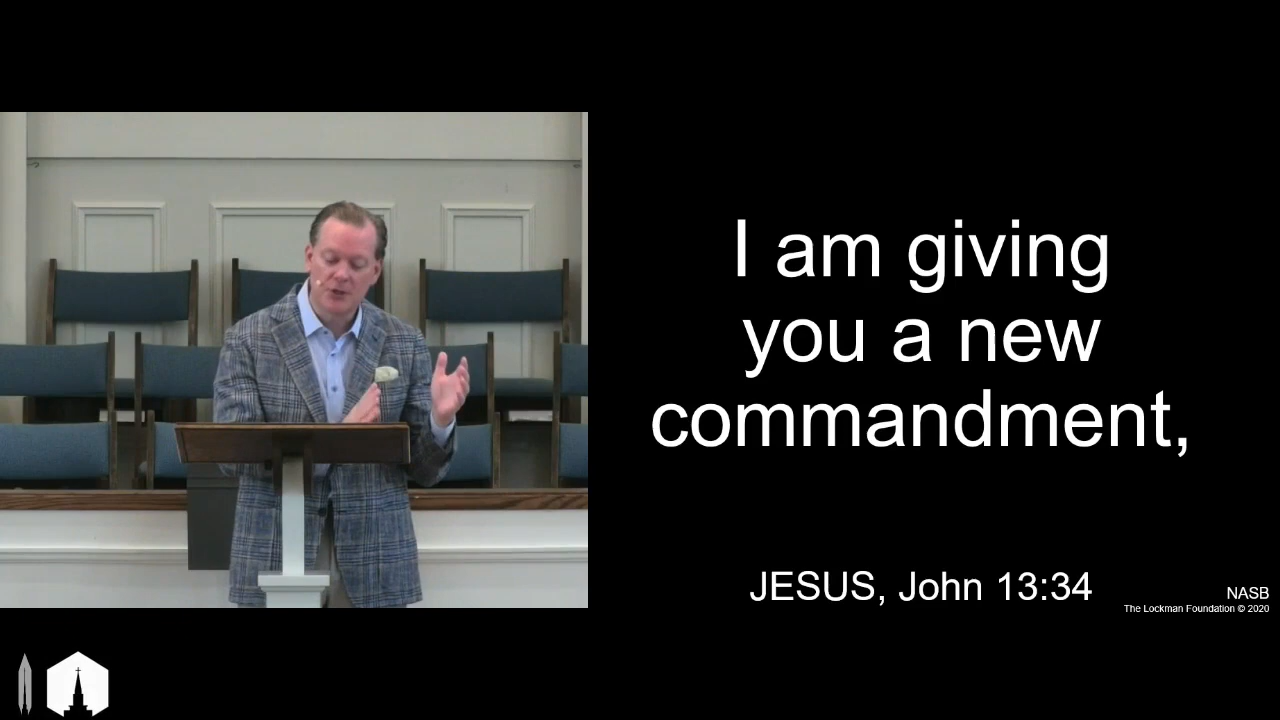 I am giving
you a new
commandment,
JESUS, John 13:34
NASB
The Lockman Foundation © 2020